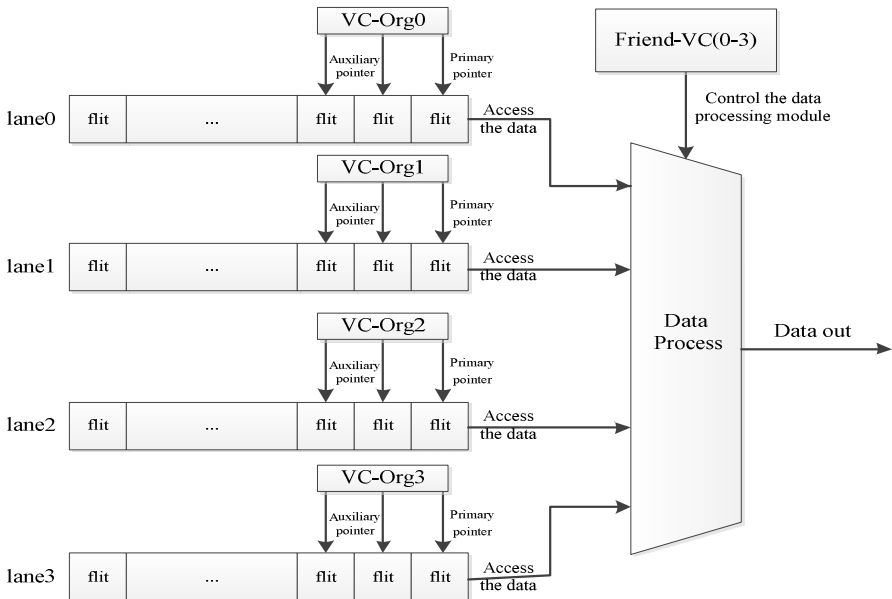 VC-Org0
Friend-VC(0-3)
Auxiliary
pointer
Primary
pointer
Control the data
processing module
lane0
flit
...
flit
flit
flit
Access
the data
VC-Org1
Auxiliary
pointer
Primary
pointer
lane1
flit
...
flit
flit
flit
Access
the data
Data
Process
Data out
VC-Org2
Auxiliary
pointer
Primary
pointer
lane2
flit
...
flit
flit
flit
Access
the data
VC-Org3
Auxiliary
pointer
Primary
pointer
lane3
flit
...
flit
flit
flit
Access
the data